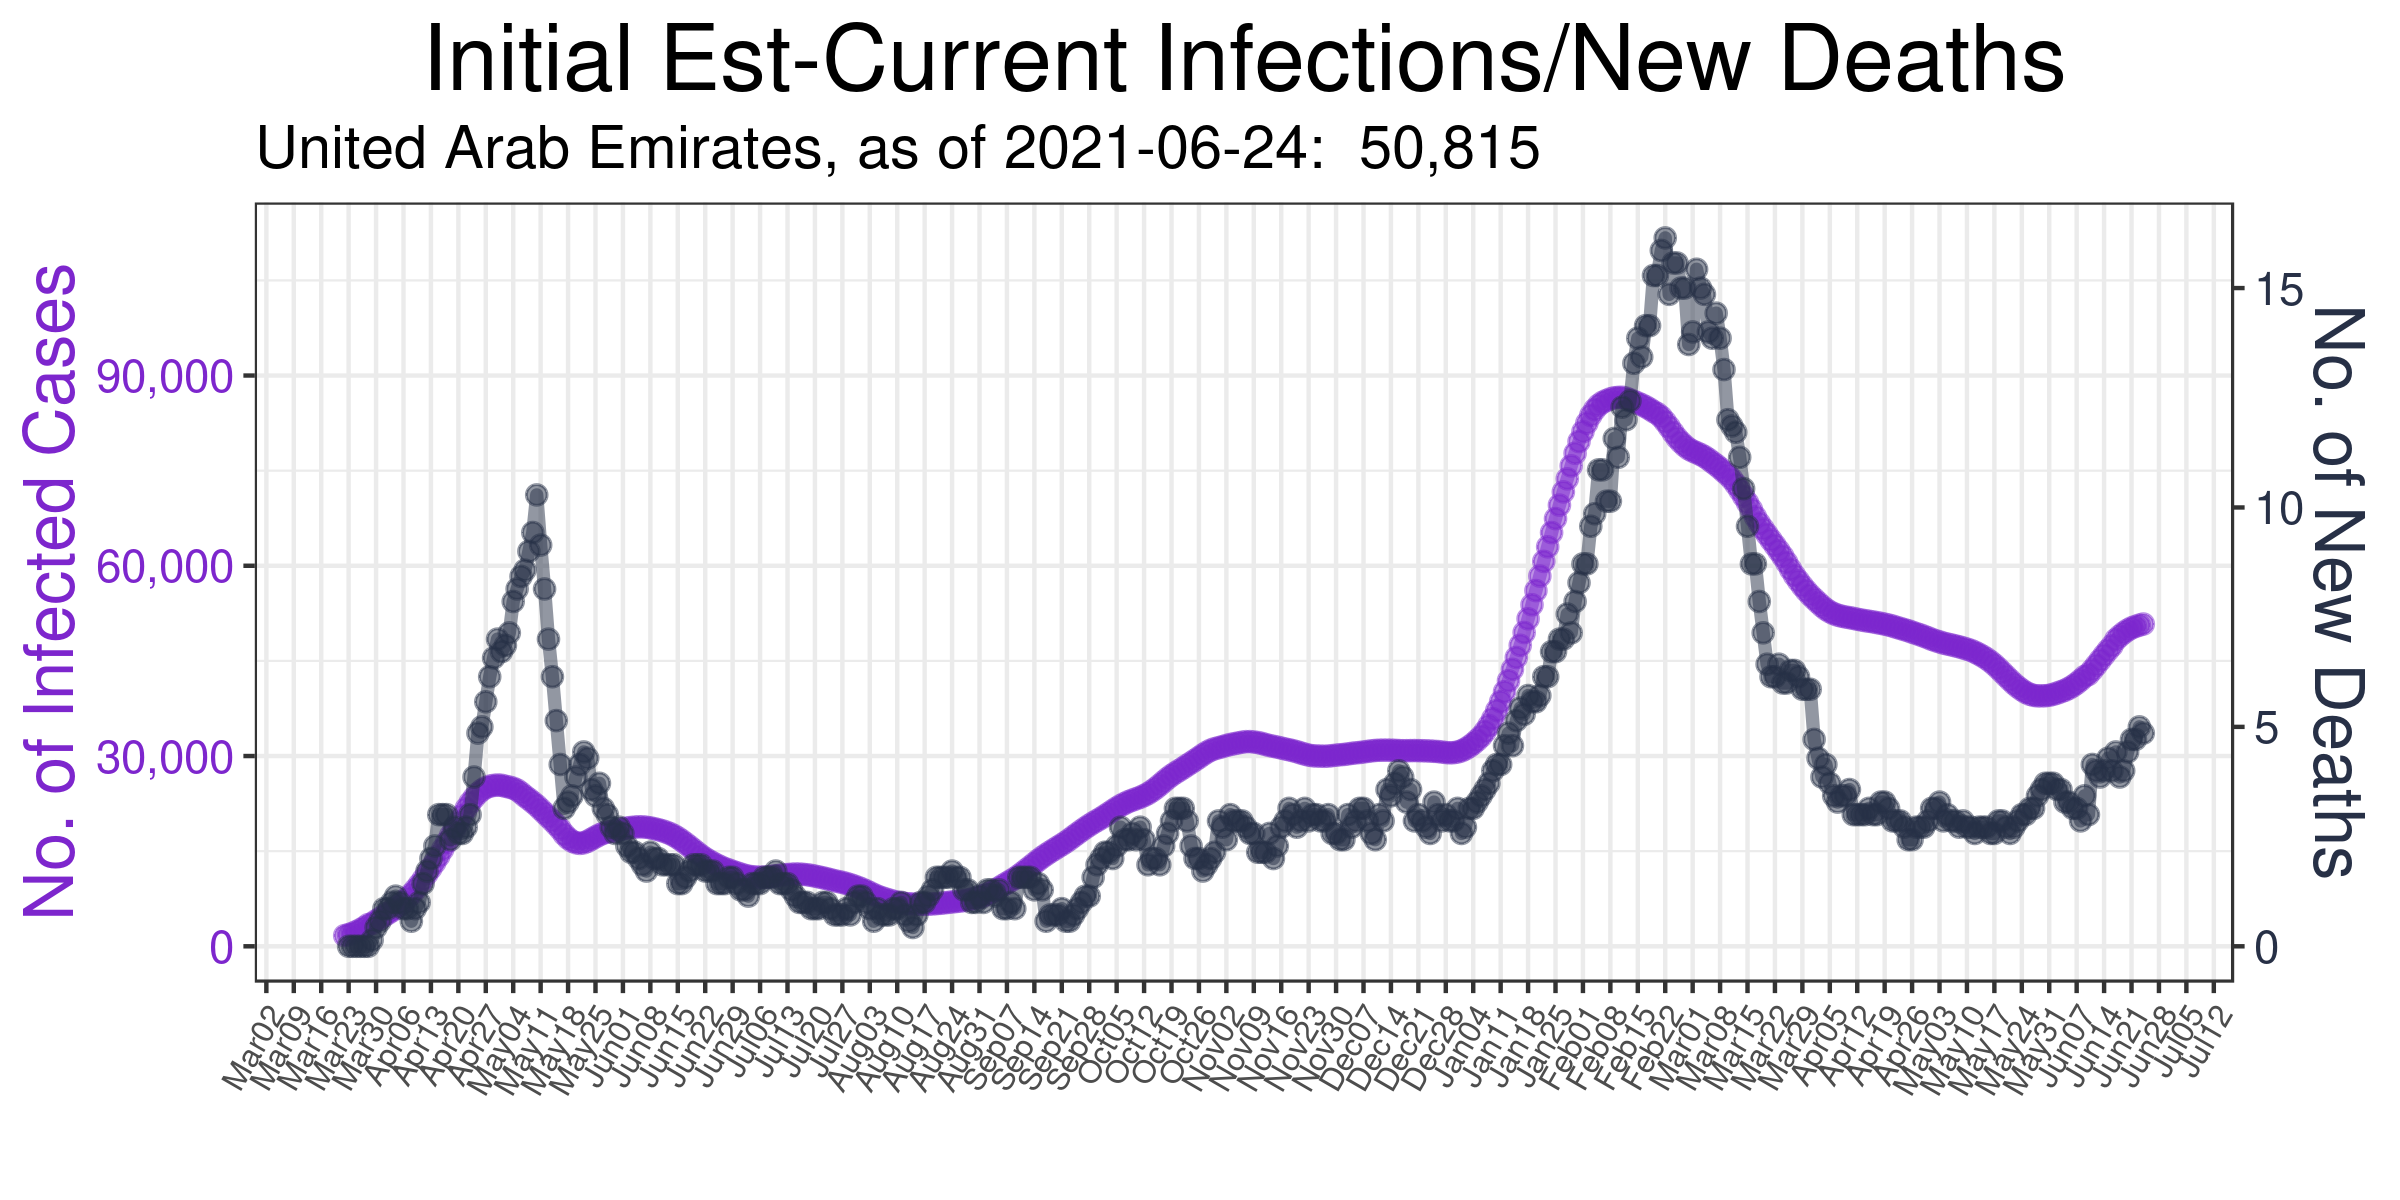 Initial Est-Current Infections/New Deaths
United Arab Emirates, as of 2021-06-24:  50,815
No. of Infected Cases
90,000
60,000
30,000
0
15
10
5
0
No. of New Deaths
Mar02
Mar09
Mar16
Mar23
Mar30
Apr06
Apr13
Apr20
Apr27
May04
May11
May18
May25
Jun01
Jun08
Jun15
Jun22
Jun29
Jul06
Jul13
Jul20
Jul27
Aug03
Aug10
Aug17
Aug24
Aug31
Sep07
Sep14
Sep21
Sep28
Oct05
Oct12
Oct19
Oct26
Nov02
Nov09
Nov16
Nov23
Nov30
Dec07
Dec14
Dec21
Dec28
Jan04
Jan11
Jan18
Jan25
Feb01
Feb08
Feb15
Feb22
Mar01
Mar08
Mar15
Mar22
Mar29
Apr05
Apr12
Apr19
Apr26
May03
May10
May17
May24
May31
Jun07
Jun14
Jun21
Jun28
Jul05
Jul12